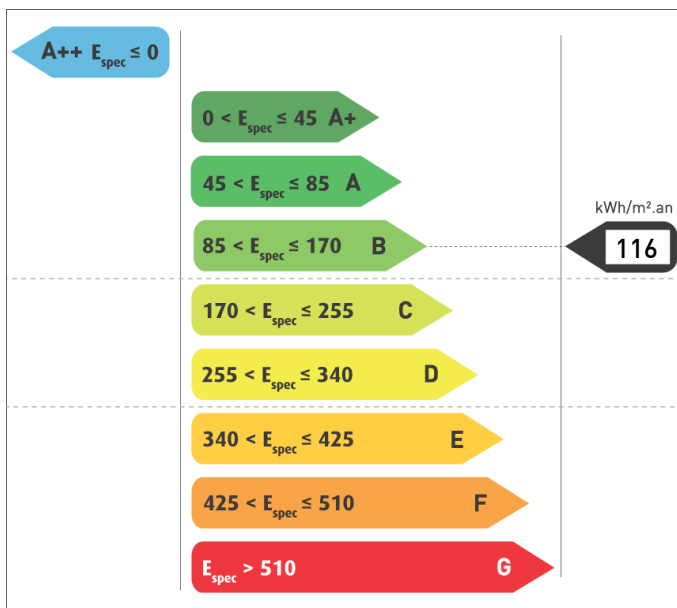 A++ Espec ≤ 0
0 < Espec ≤ 45 A+
45 < Espec ≤ 85 A
kWh/m².an
85 < Espec ≤ 170 B
116
170 < Espec ≤ 255 C
255 < Espec ≤ 340 D
340 < Espec ≤ 425 E
425 < Espec ≤ 510 F
Espec > 510 G